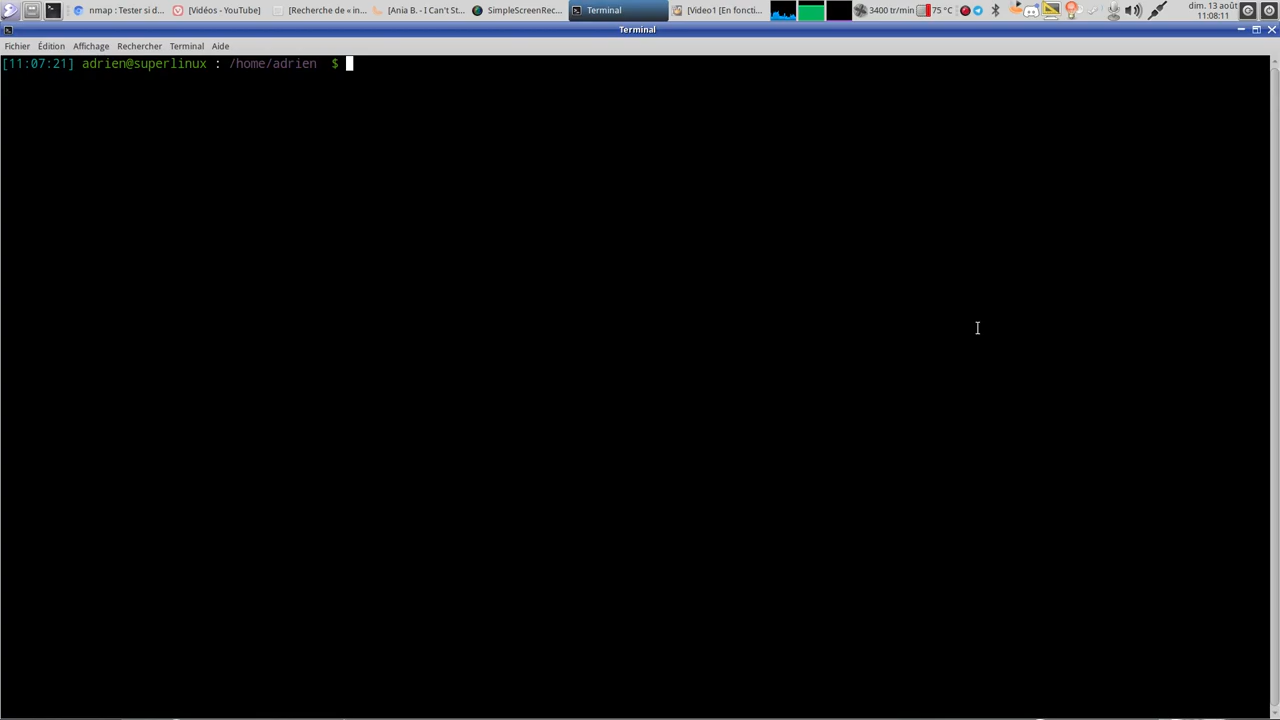 nmap : Tester si d... [Vidéos - YouTube] [Recherche de « in... [Ania B. - I Can't St... SimpleScreenRec... Terminal [Video1 [En foncti... 3400 tr/min 75 °C dim. 13 août
11:08:11
Terminal
Fichier Édition Affichage Rechercher Terminal Aide
[11:07:21] adrien@superlinux : /home/adrien $